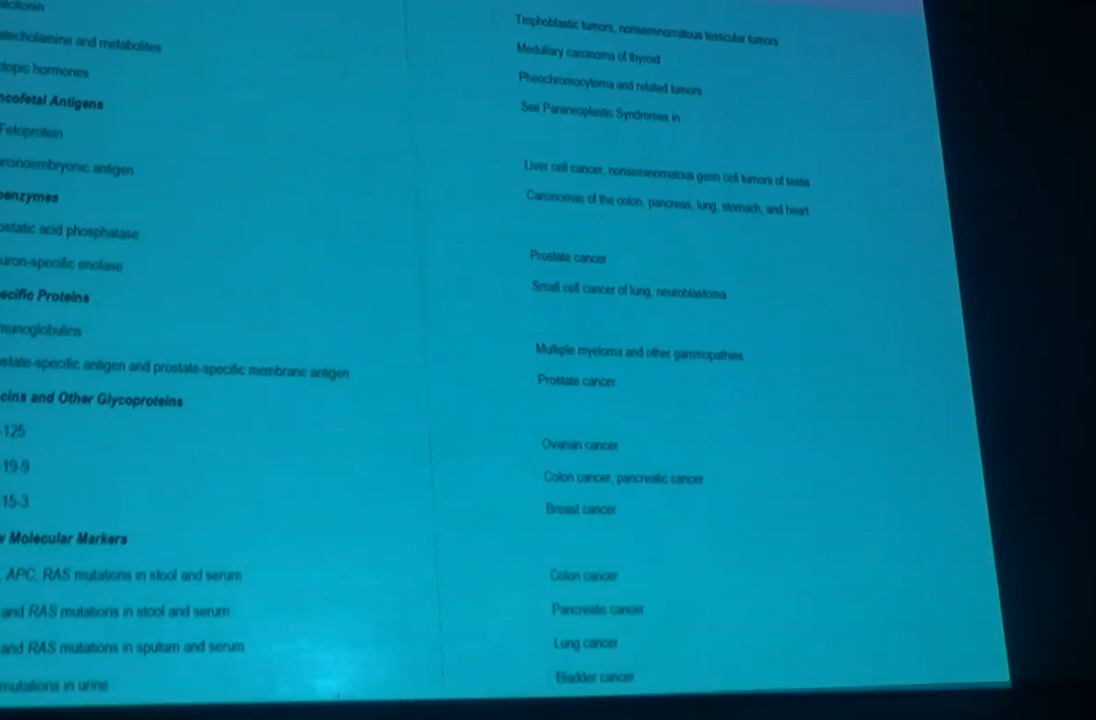 alcitonin
atecholamine and metabolites
ctopic hormones
ncofetal Antigens
Fetoprotein
arcinoembryonic antigen
oenzymes
ostatic acid phosphatase
uron-specific enolase
ecific Proteins
munoglobulins
ostate-specific antigen and prostate-specific membrane antigen
cins and Other Glycoproteins
-125
19-9
15-3
w Molecular Markers
, APC, RAS mutations in stool and serum
and RAS mutations in stool and serum
and RAS mutations in sputum and serum
mutations in urine
Trophoblastic tumors, nonseminomatous testicular tumors
Medullary carcinoma of thyroid
Pheochromocytoma and related tumors
See Paraneoplastic Syndromes in
Liver cell cancer, nonseminomatous germ cell tumors of testis
Carcinomas of the colon, pancreas, lung, stomach, and heart
Prostate cancer
Small cell cancer of lung, neuroblastoma
Multiple myeloma and other gammopathies
Prostate cancer
Ovarian cancer
Colon cancer, pancreatic cancer
Breast cancer
Colon cancer
Pancreatic cancer
Lung cancer
Bladder cancer